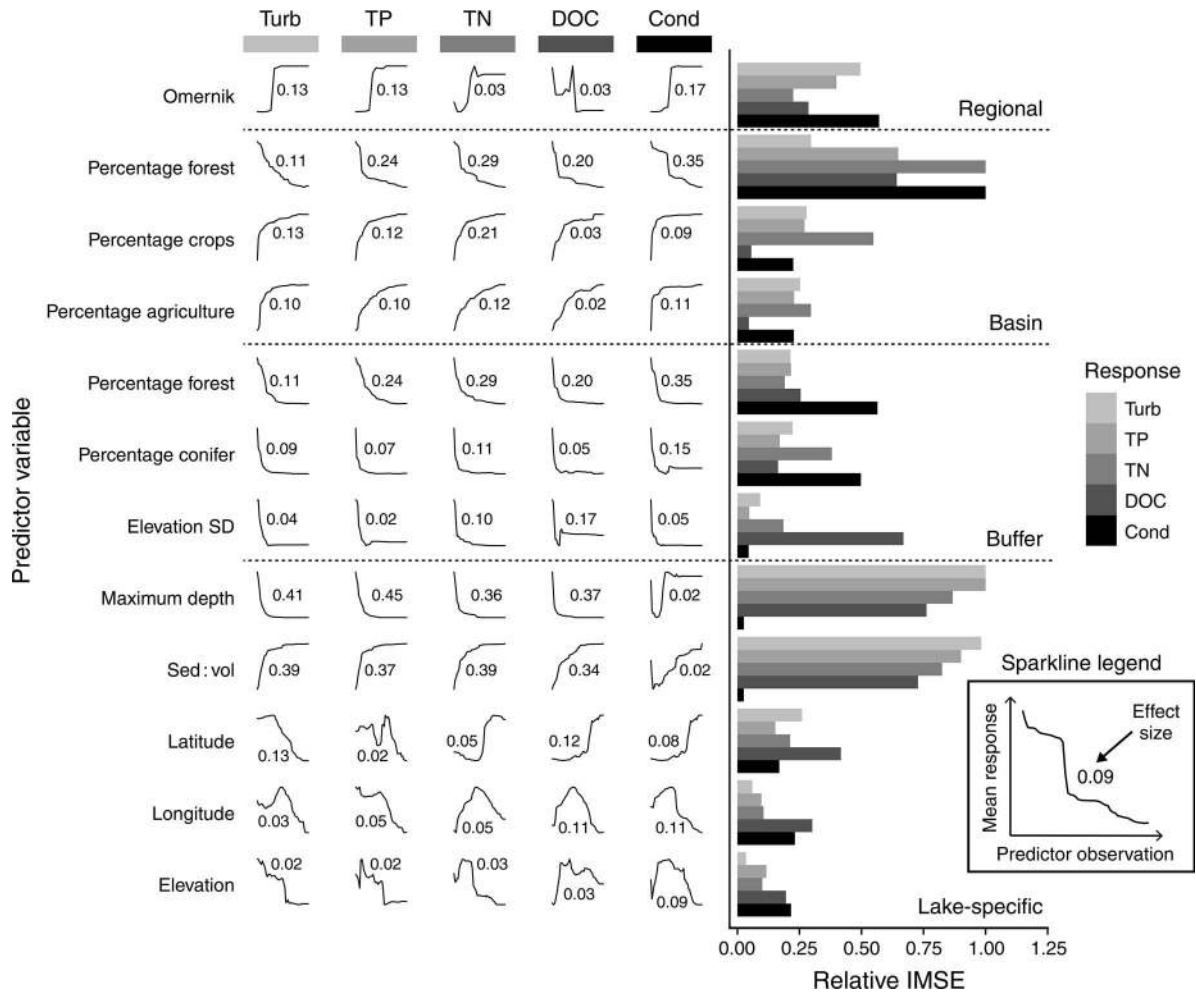 Turb TP TN DOC Cond
Omernik 0.13 0.13 0.03 0.03 0.17 Regional
Percentage forest 0.11 0.24 0.29 0.20 0.35
Percentage crops 0.13 0.12 0.21 0.03 0.09
Percentage agriculture 0.10 0.10 0.12 0.02 0.11 Basin
Percentage forest 0.11 0.24 0.29 0.20 0.35
Percentage conifer 0.09 0.07 0.11 0.05 0.15
Elevation SD 0.04 0.02 0.10 0.17 0.05 Buffer
Maximum depth 0.41 0.45 0.36 0.37 0.02
Sed : vol 0.39 0.37 0.39 0.34 0.02
Latitude 0.13 0.02 0.05 0.12 0.08
Longitude 0.03 0.05 0.05 0.11 0.11
Elevation 0.02 0.02 0.03 0.03 0.09 Lake-specific
Predictor variable
0.00 0.25 0.50 0.75 1.00 1.25
Relative IMSE
Response
Turb
TP
TN
DOC
Cond
Sparkline legend
Mean response
Effect
size
0.09
Predictor observation